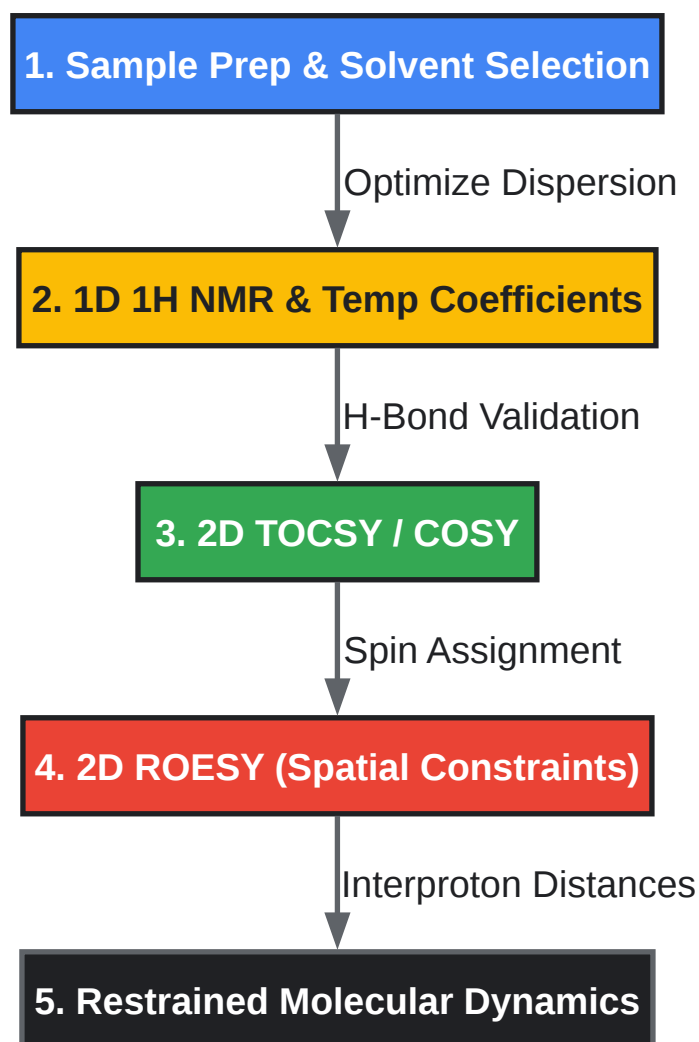 1. Sample Prep & Solvent Selection
Optimize Dispersion
2. 1D 1H NMR & Temp Coefficients
H-Bond Validation
3. 2D TOCSY / COSY
Spin Assignment
4. 2D ROESY (Spatial Constraints)
Interproton Distances
5. Restrained Molecular Dynamics